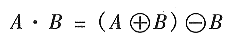 A · B = (A ⊕ B) ⊖ B